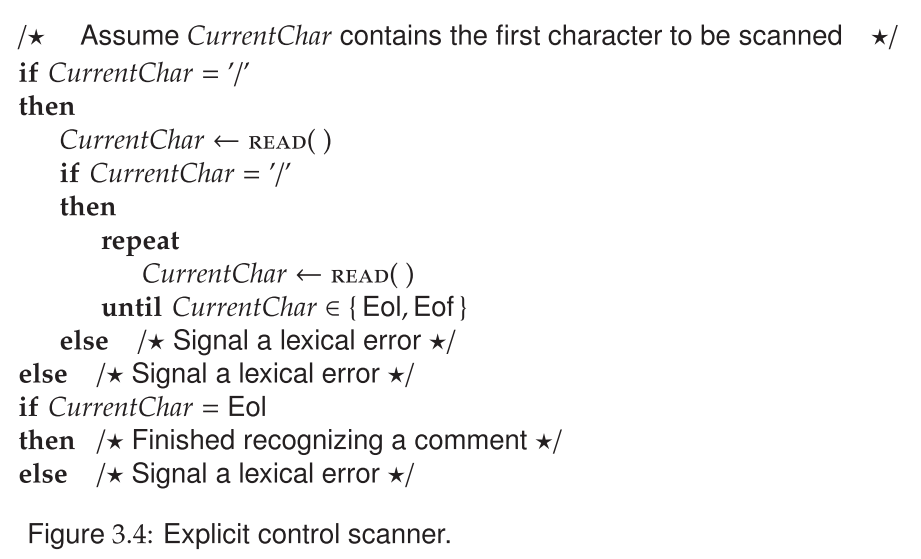 /★ Assume CurrentChar contains the first character to be scanned ★/
if CurrentChar = ′/′
then
CurrentChar ← READ( )
if CurrentChar = ′/′
then
repeat
CurrentChar ← READ( )
until CurrentChar ∈ { Eol, Eof }
else /★ Signal a lexical error ★/
else /★ Signal a lexical error ★/
if CurrentChar = Eol
then /★ Finished recognizing a comment ★/
else /★ Signal a lexical error ★/
Figure 3.4: Explicit control scanner.